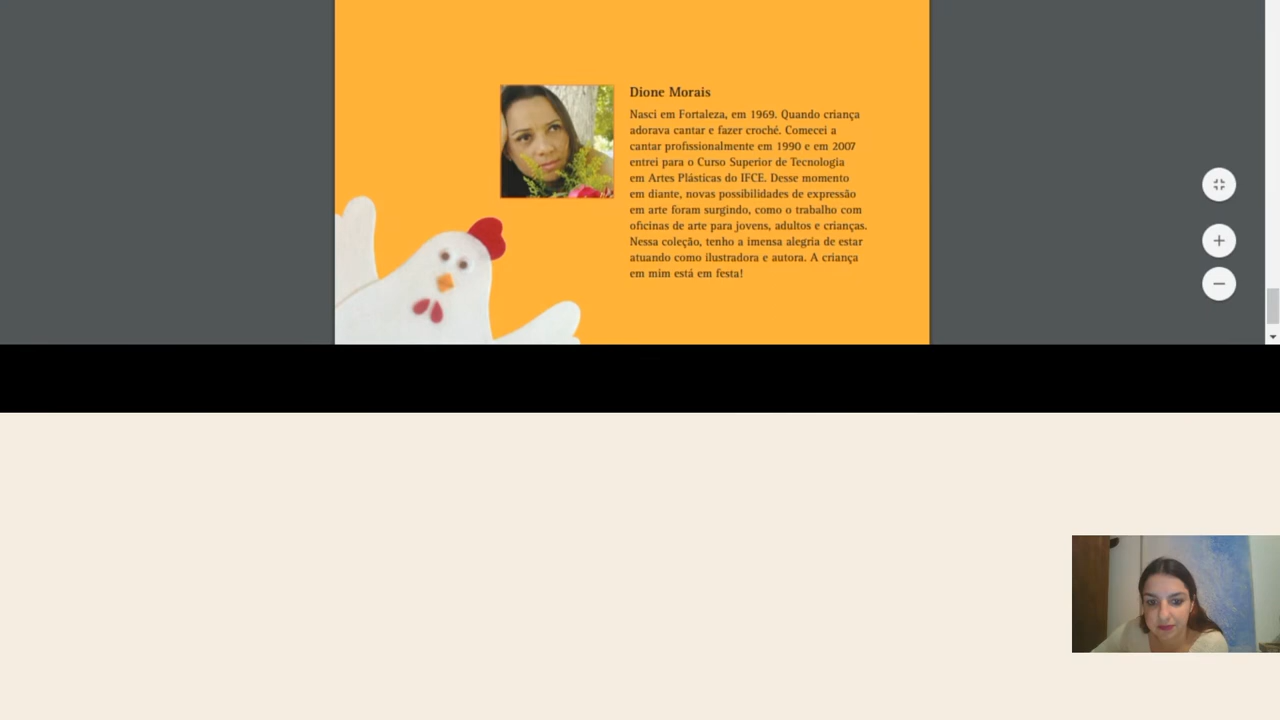 Dione Morais
Nasci em Fortaleza, em 1969. Quando criança
adorava cantar e fazer croché. Comecei a
cantar profissionalmente em 1990 e em 2007
entrei para o Curso Superior de Tecnologia
em Artes Plásticas do IFCE. Desse momento
em diante, novas possibilidades de expressão
em arte foram surgindo, como o trabalho com
oficinas de arte para jovens, adultos e crianças.
Nessa coleção, tenho a imensa alegria de estar
atuando como ilustradora e autora. A criança
em mim está em festa!